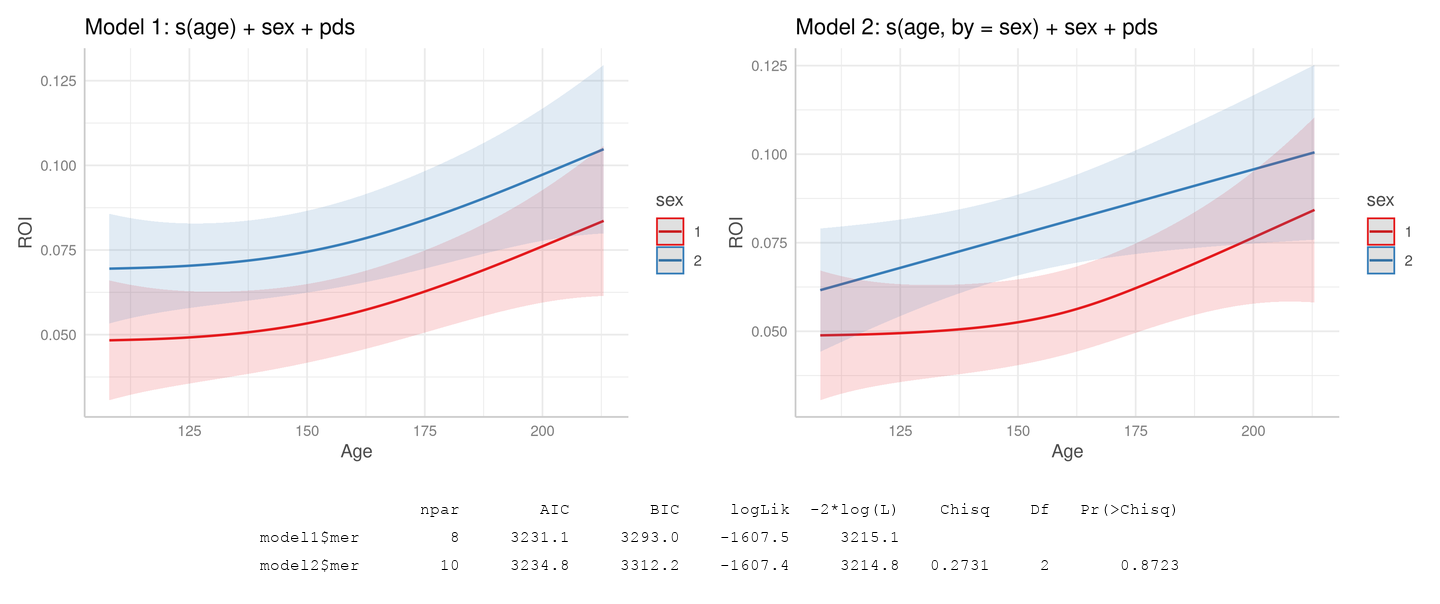 Model 1: s(age) + sex + pds
0.125
0.100
0.075
0.050
ROI
125 150 175 200
Age
sex
1
2
Model 2: s(age, by = sex) + sex + pds
0.125
0.100
0.075
0.050
ROI
125 150 175 200
Age
sex
1
2
npar AIC BIC logLik -2*log(L) Chisq Df Pr(>Chisq)
model1$mer 8 3231.1 3293.0 -1607.5 3215.1
model2$mer 10 3234.8 3312.2 -1607.4 3214.8 0.2731 2 0.8723